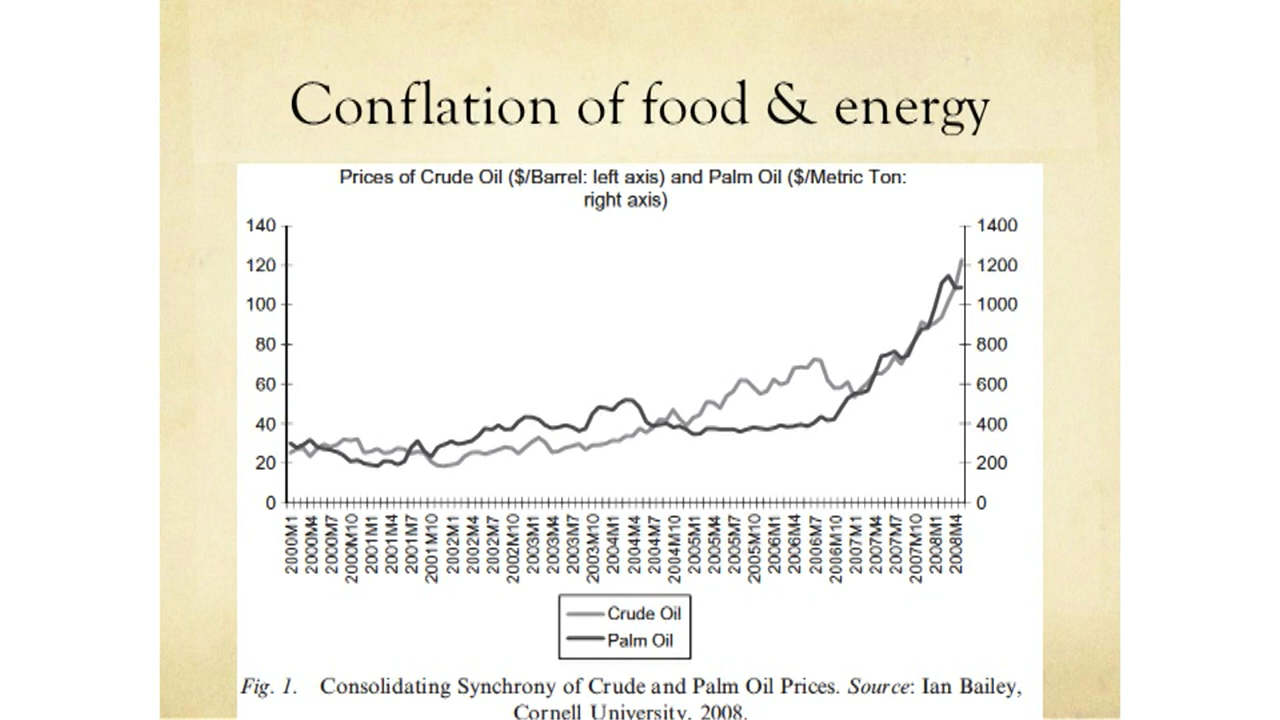 Conflation of food & energy
Prices of Crude Oil ($/Barrel: left axis) and Palm Oil ($/Metric Ton:
right axis)
140
120
100
80
60
40
20
0
1400
1200
1000
800
600
400
200
0
2000M1
2000M4
2000M7
2000M10
2001M1
2001M4
2001M7
2001M10
2002M1
2002M4
2002M7
2002M10
2003M1
2003M4
2003M7
2003M10
2004M1
2004M4
2004M7
2004M10
2005M1
2005M4
2005M7
2005M10
2006M1
2006M4
2006M7
2006M10
2007M1
2007M4
2007M7
2007M10
2008M1
2008M4
Crude Oil
Palm Oil
Fig. 1. Consolidating Synchrony of Crude and Palm Oil Prices. Source: Ian Bailey,
Cornell University, 2008.